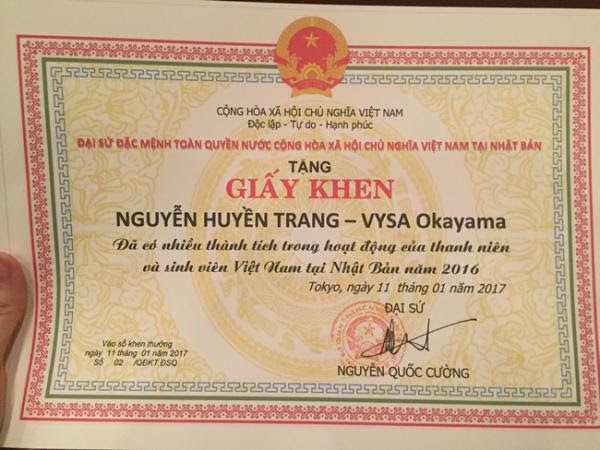 CỘNG HÒA XÃ HỘI CHỦ NGHĨA VIỆT NAM
Độc lập - Tự do - Hạnh phúc
ĐẠI SỨ ĐẶC MỆNH TOÀN QUYỀN NƯỚC CỘNG HÒA XÃ HỘI CHỦ NGHĨA VIỆT NAM TẠI NHẬT BẢN
TẶNG
GIẤY KHEN
NGUYỄN HUYỀN TRANG – VYSA Okayama
Đã có nhiều thành tích trong hoạt động của thanh niên
và sinh viên Việt Nam tại Nhật Bản năm 2016
Tokyo, ngày 11 tháng 01 năm 2017
ĐẠI SỨ
Vào sổ khen thưởng
ngày 11 tháng 01 năm 2017
Số 02 /QĐKT.ĐSQ
NGUYỄN QUỐC CƯỜNG